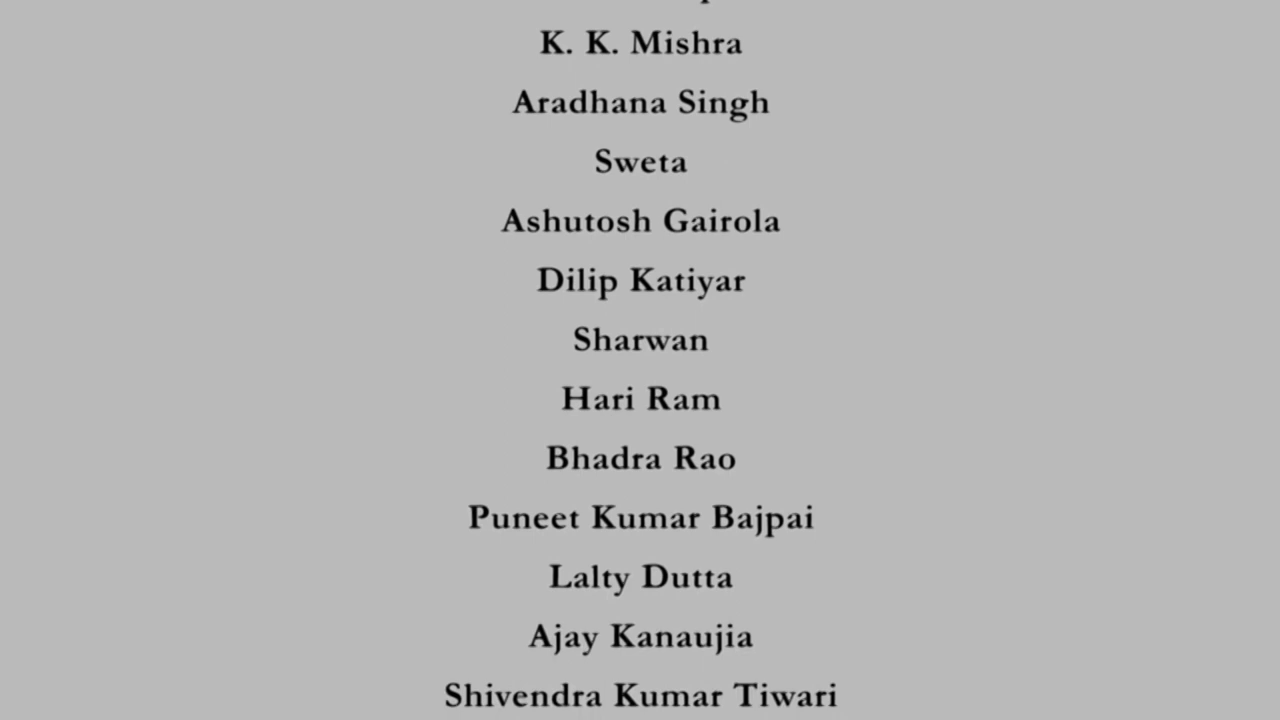 K. K. Mishra
Aradhana Singh
Sweta
Ashutosh Gairola
Dilip Katiyar
Sharwan
Hari Ram
Bhadra Rao
Puneet Kumar Bajpai
Lalty Dutta
Ajay Kanaujia
Shivendra Kumar Tiwari